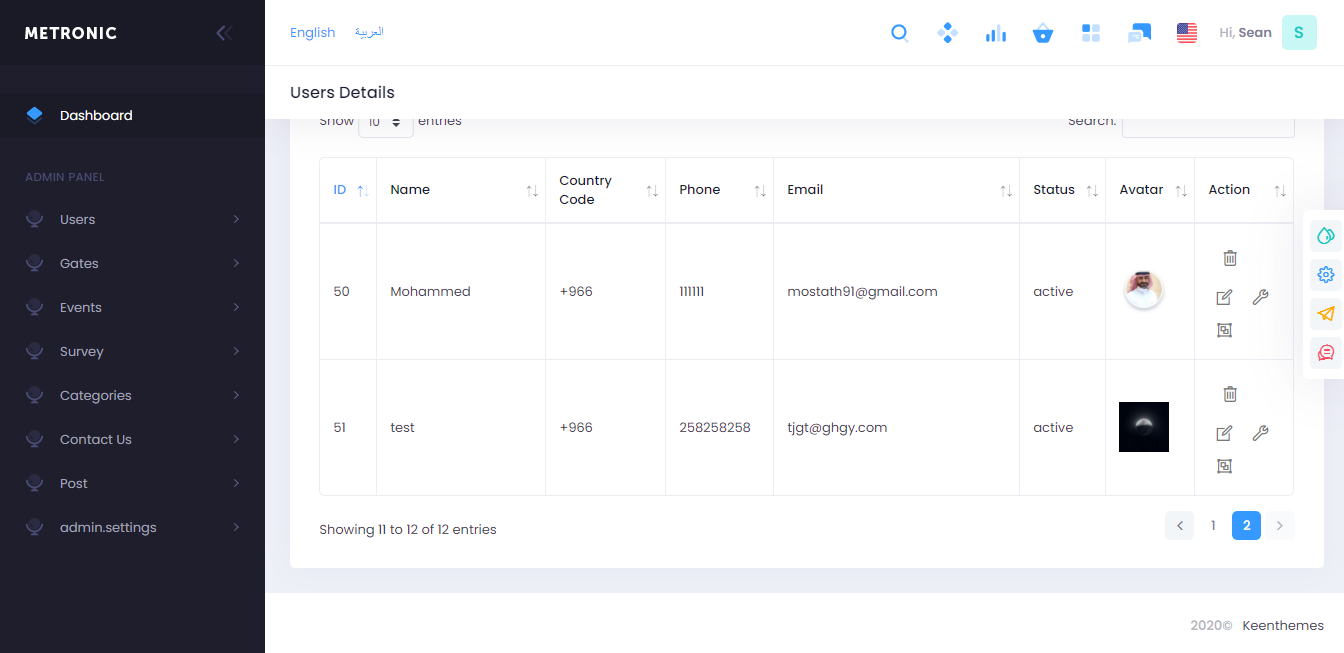 METRONIC
English العربية
Hi, Sean S
Users Details
Dashboard
ADMIN PANEL
Users
Gates
Events
Survey
Categories
Contact Us
Post
admin.settings
Show 10 entries
Search:
ID Name Country Code Phone Email Status Avatar Action
50 Mohammed +966 111111 mostath91@gmail.com active
51 test +966 258258258 tjgt@ghgy.com active
Showing 11 to 12 of 12 entries
1 2
2020© Keenthemes